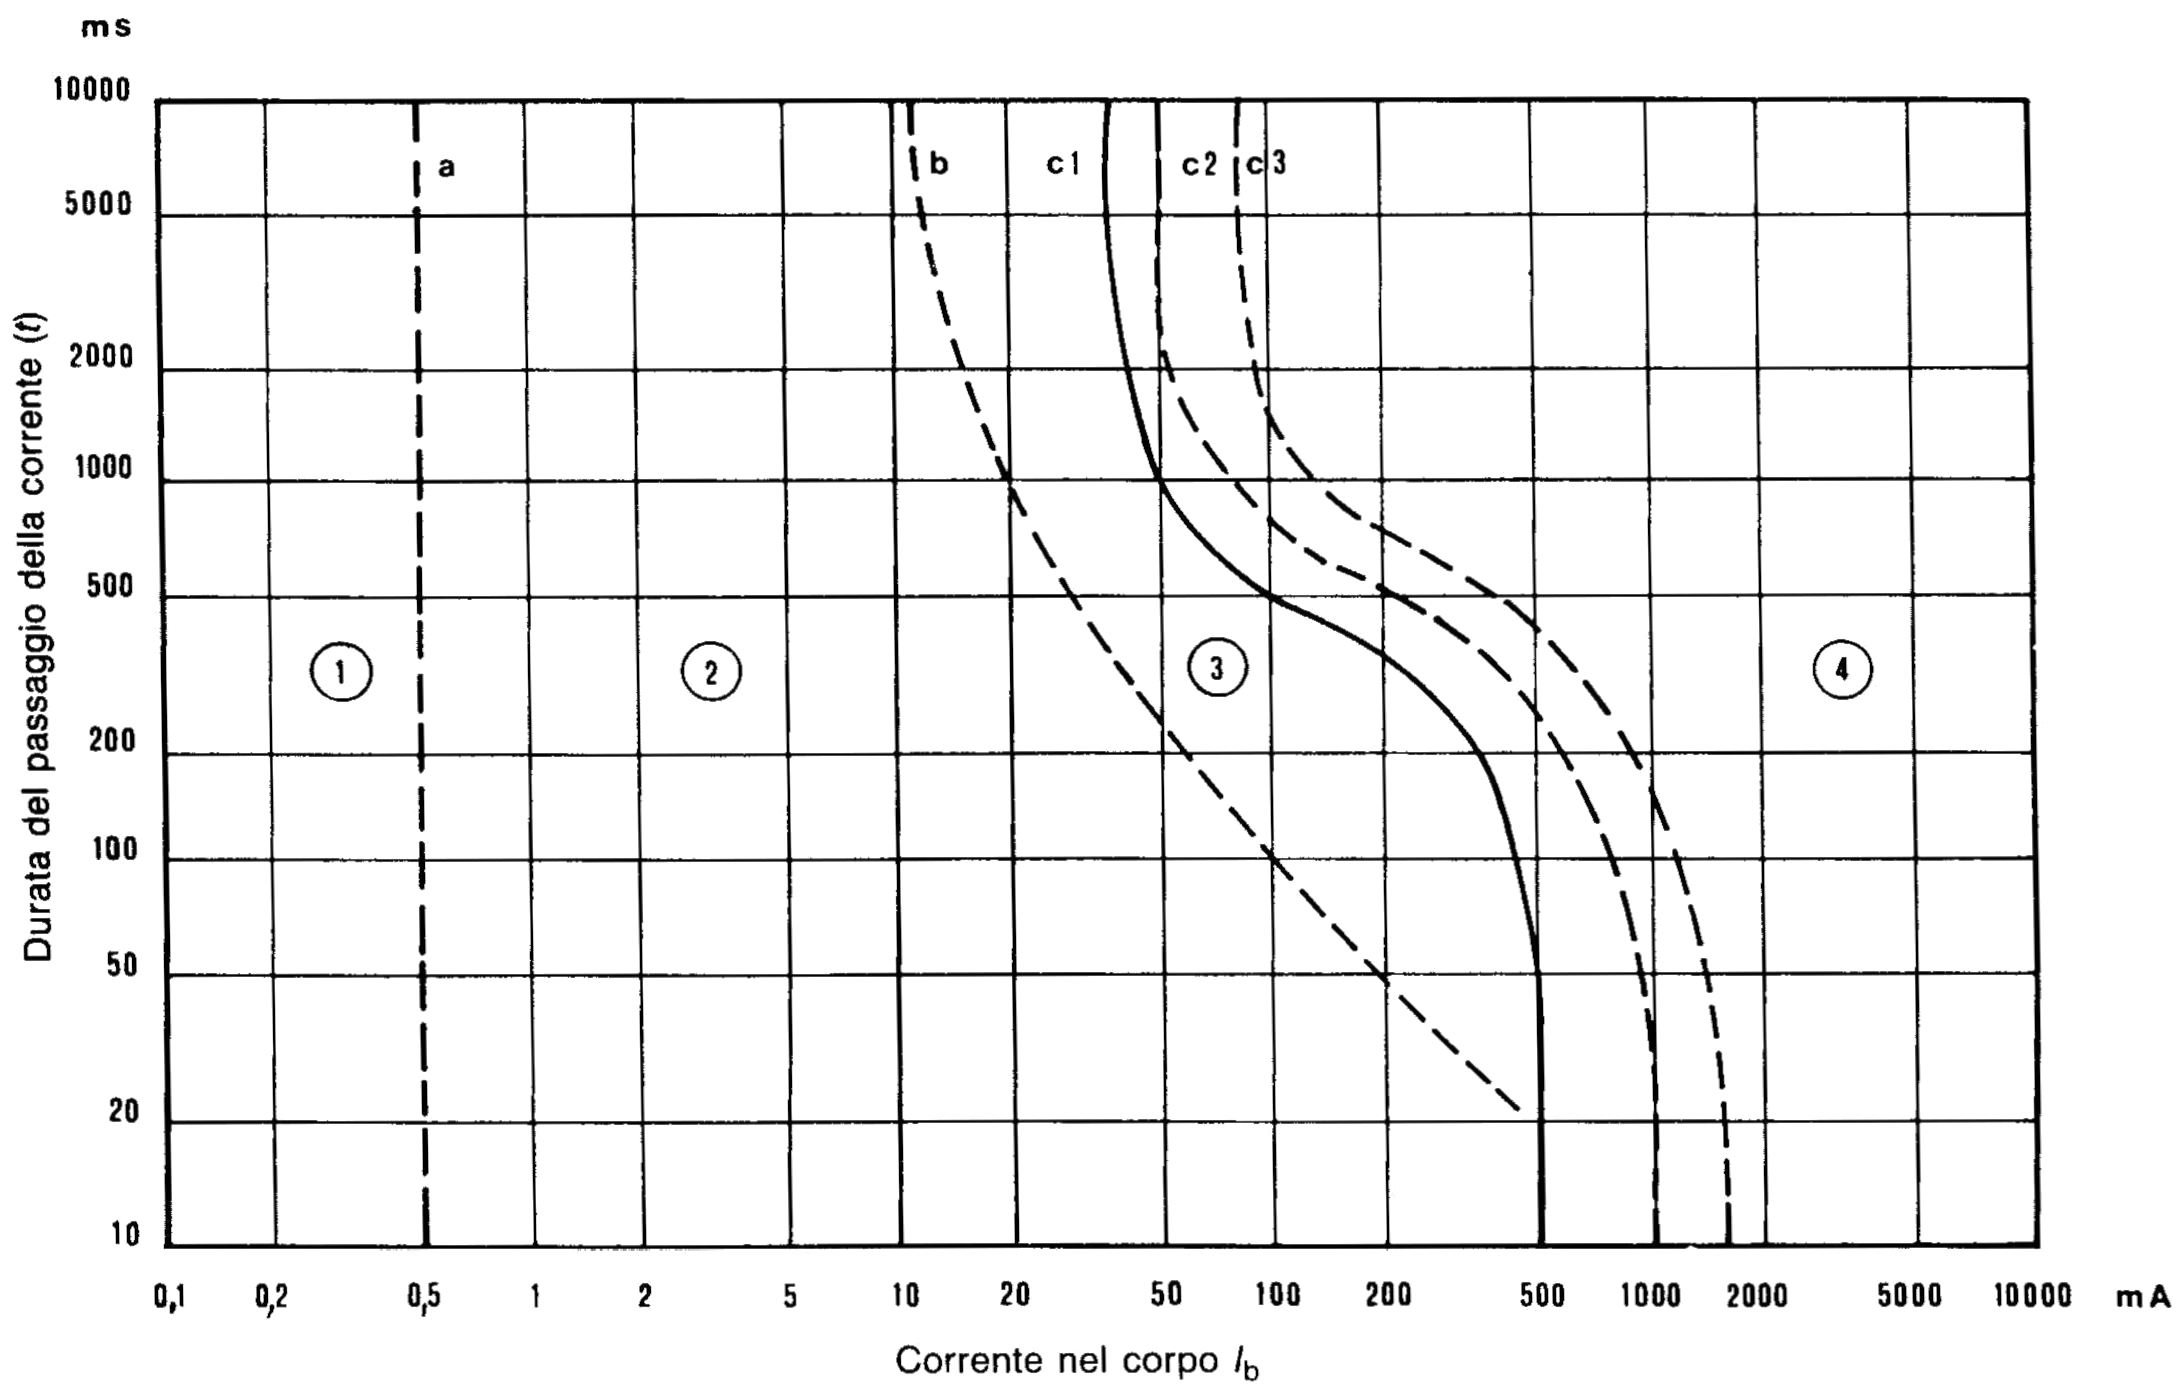 ms
10000
5000
2000
1000
500
200
100
50
20
10
Durata del passaggio della corrente (t)
a
b
c1
c2
c3
1
2
3
4
0,1 0,2 0,5 1 2 5 10 20 50 100 200 500 1000 2000 5000 10000 mA
Corrente nel corpo Ib